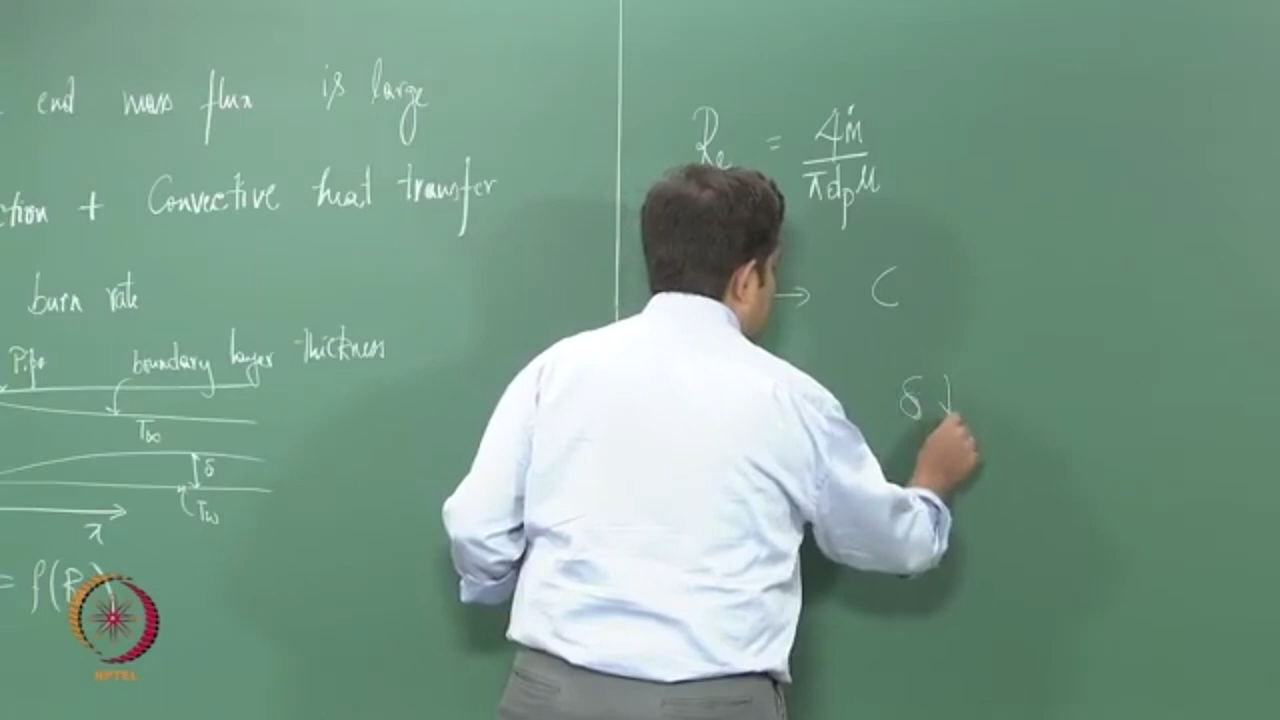 end mass flux is large
ction + Convective heat transfer
burn rate
Pipe boundary layer thickness
T∞
δ
Tw
x
= f(R
Re = 4ṁ / πdpμ
→ C
δ ↓
NPTEL